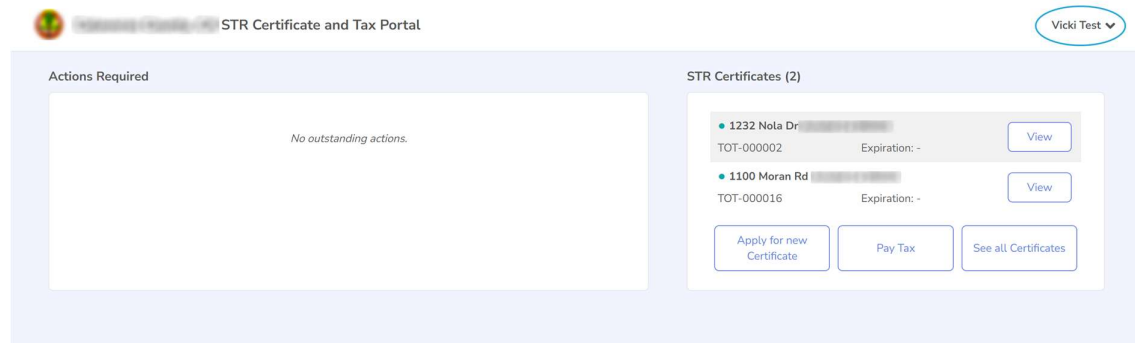 STR Certificate and Tax Portal
Vicki Test
Actions Required
No outstanding actions.
STR Certificates (2)
1232 Nola Dr
View
TOT-000002 Expiration: -
1100 Moran Rd
View
TOT-000016 Expiration: -
Apply for new
Certificate
Pay Tax
See all Certificates